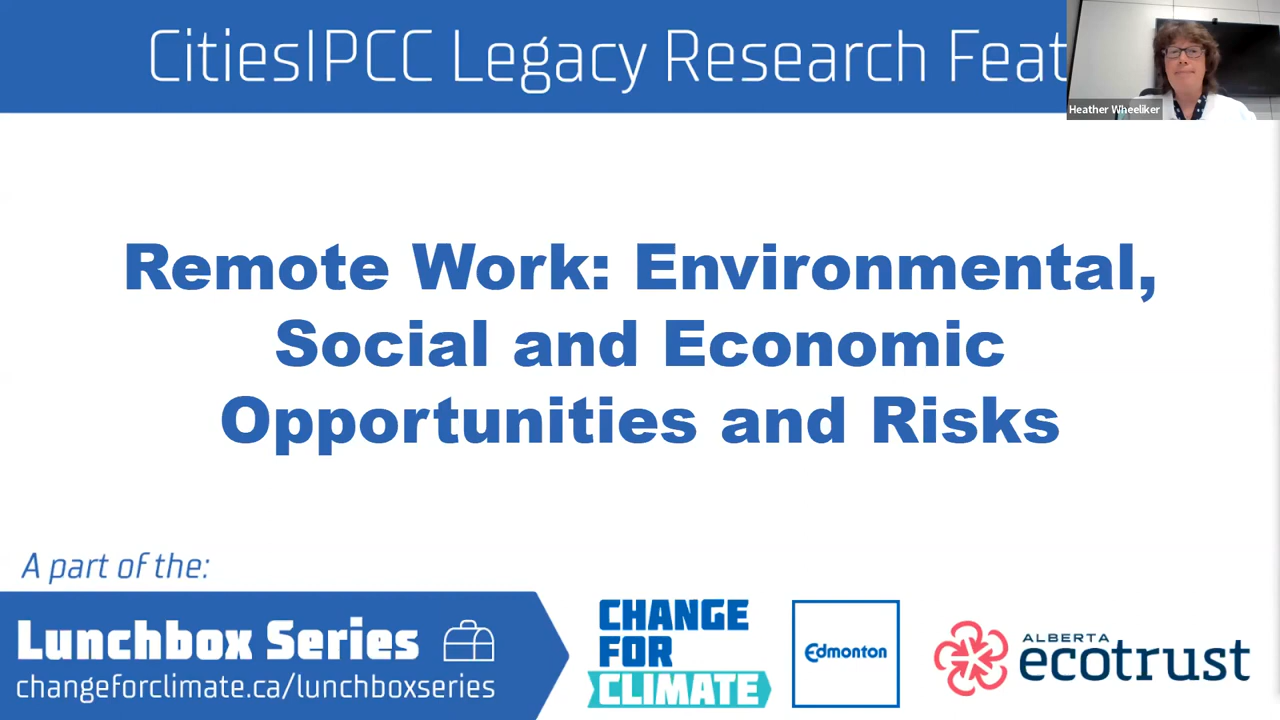 CitiesIPCC Legacy Research Feat
Heather Wheeliker
Remote Work: Environmental,
Social and Economic
Opportunities and Risks
A part of the:
Lunchbox Series
changeforclimate.ca/lunchboxseries
CHANGE
FOR
CLIMATE
Edmonton
ALBERTA
ecotrust